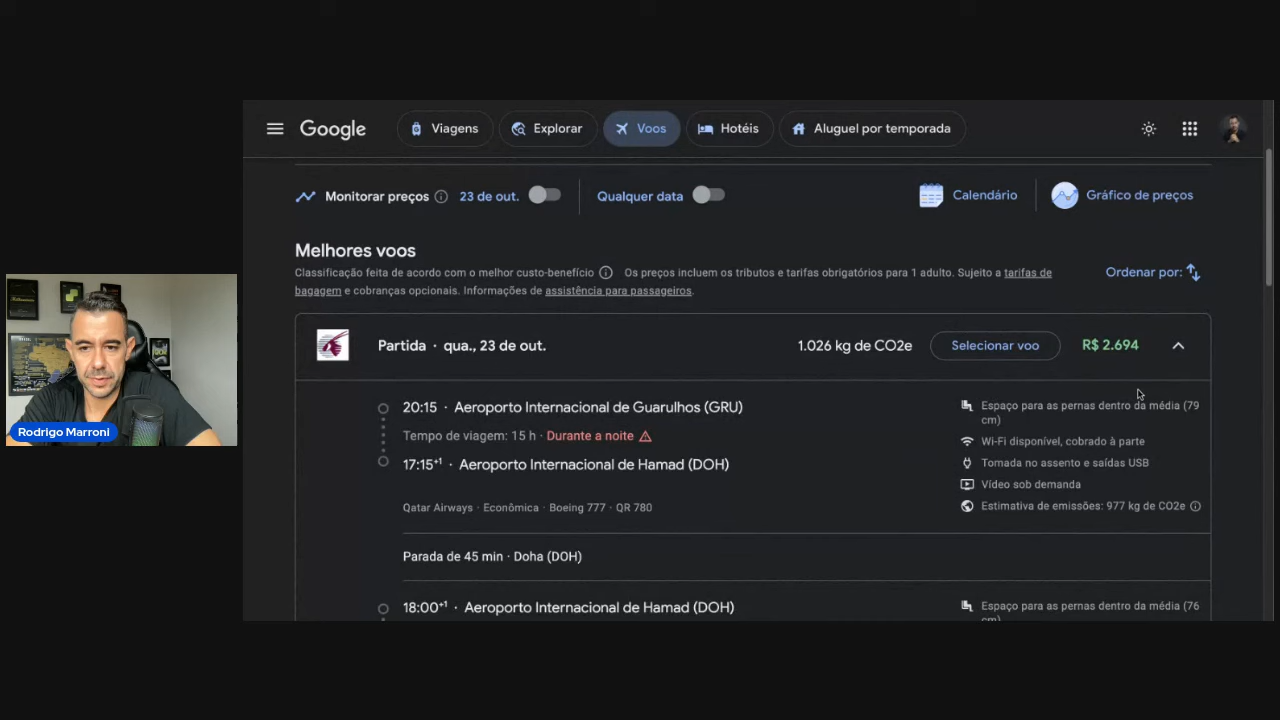 Google
Viagens
Explorar
Voos
Hotéis
Aluguel por temporada
Monitorar preços
23 de out.
Qualquer data
Calendário
Gráfico de preços
Melhores voos
Classificação feita de acordo com o melhor custo-benefício Os preços incluem os tributos e tarifas obrigatórios para 1 adulto. Sujeito a tarifas de
bagagem e cobranças opcionais. Informações de assistência para passageiros.
Ordenar por:
Partida · qua., 23 de out.
1.026 kg de CO2e
Selecionar voo
R$ 2.694
20:15 · Aeroporto Internacional de Guarulhos (GRU)
Tempo de viagem: 15 h · Durante a noite
17:15+1 · Aeroporto Internacional de Hamad (DOH)
Qatar Airways · Econômica · Boeing 777 · QR 780
Espaço para as pernas dentro da média (79
cm)
Wi-Fi disponível, cobrado à parte
Tomada no assento e saídas USB
Vídeo sob demanda
Estimativa de emissões: 977 kg de CO2e
Parada de 45 min · Doha (DOH)
18:00+1 · Aeroporto Internacional de Hamad (DOH)
Espaço para as pernas dentro da média (76
cm)
Rodrigo Marroni